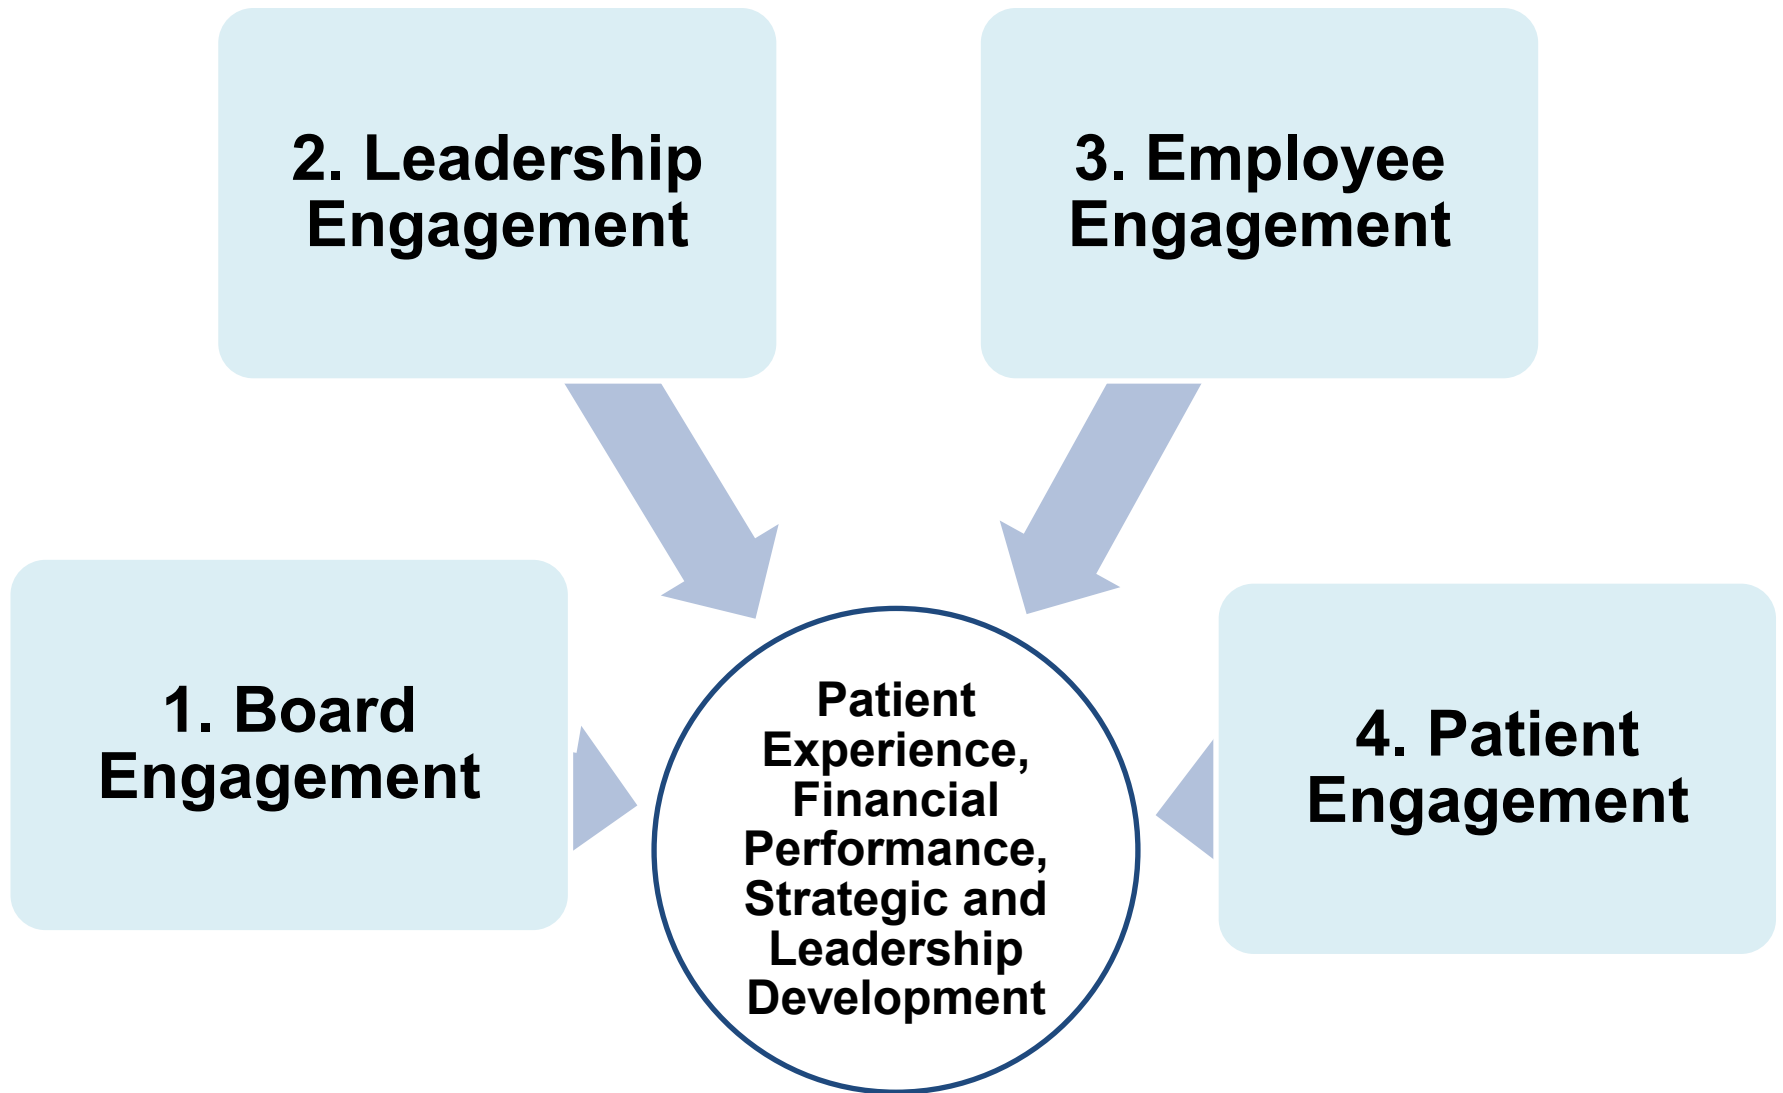 2. Leadership
Engagement
3. Employee
Engagement
1. Board
Engagement
Patient
Experience,
Financial
Performance,
Strategic and
Leadership
Development
4. Patient
Engagement